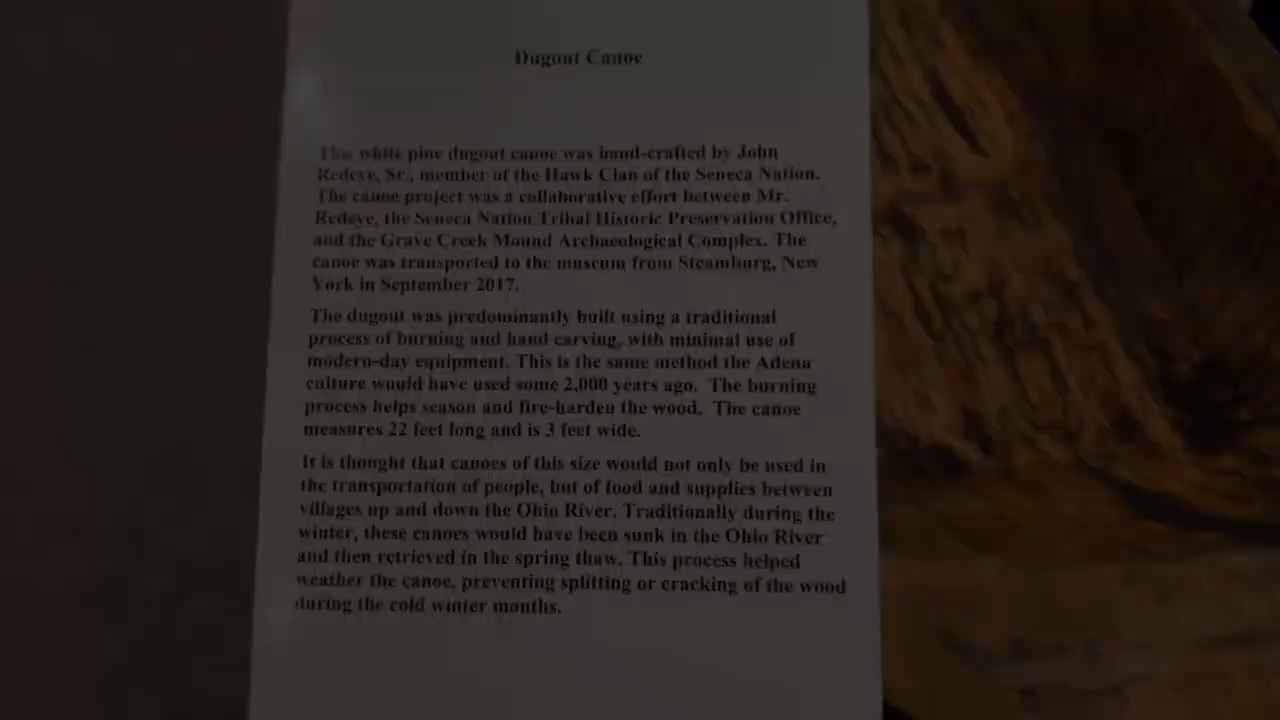 Dugout Canoe
The white pine dugout canoe was hand-crafted by John
Redeye, Sr., member of the Hawk Clan of the Seneca Nation.
The canoe project was a collaborative effort between Mr.
Redeye, the Seneca Nation Tribal Historic Preservation Office,
and the Grave Creek Mound Archaeological Complex. The
canoe was transported to the museum from Steamburg, New
York in September 2017.
The dugout was predominantly built using a traditional
process of burning and hand carving, with minimal use of
modern-day equipment. This is the same method the Adena
culture would have used some 2,000 years ago. The burning
process helps season and fire-harden the wood. The canoe
measures 22 feet long and is 3 feet wide.
It is thought that canoes of this size would not only be used in
the transportation of people, but of food and supplies between
villages up and down the Ohio River. Traditionally during the
winter, these canoes would have been sunk in the Ohio River
and then retrieved in the spring thaw. This process helped
weather the canoe, preventing splitting or cracking of the wood
during the cold winter months.